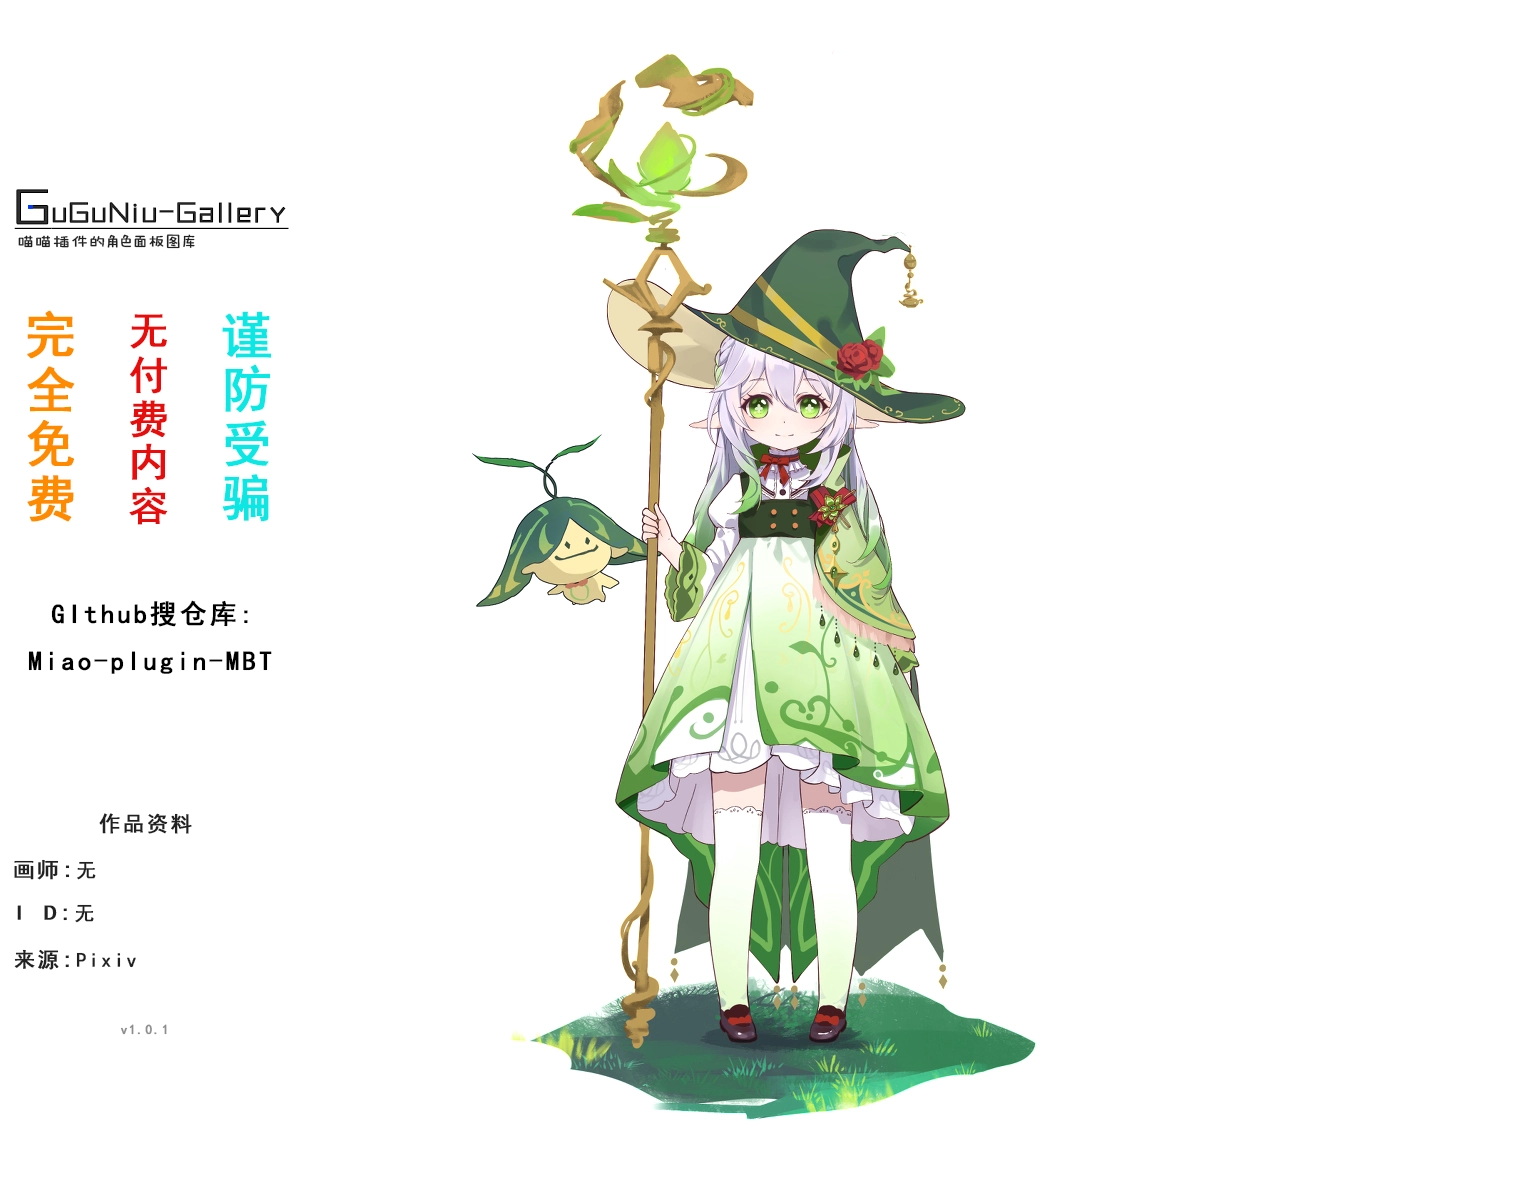 GuGuNiu-Gallery
喵喵插件的角色面板图库
完全免费
无付费内容
谨防受骗
GIthub搜仓库:
Miao-plugin-MBT
作品资料
画师:无
I D:无
来源:Pixiv
v1.0.1